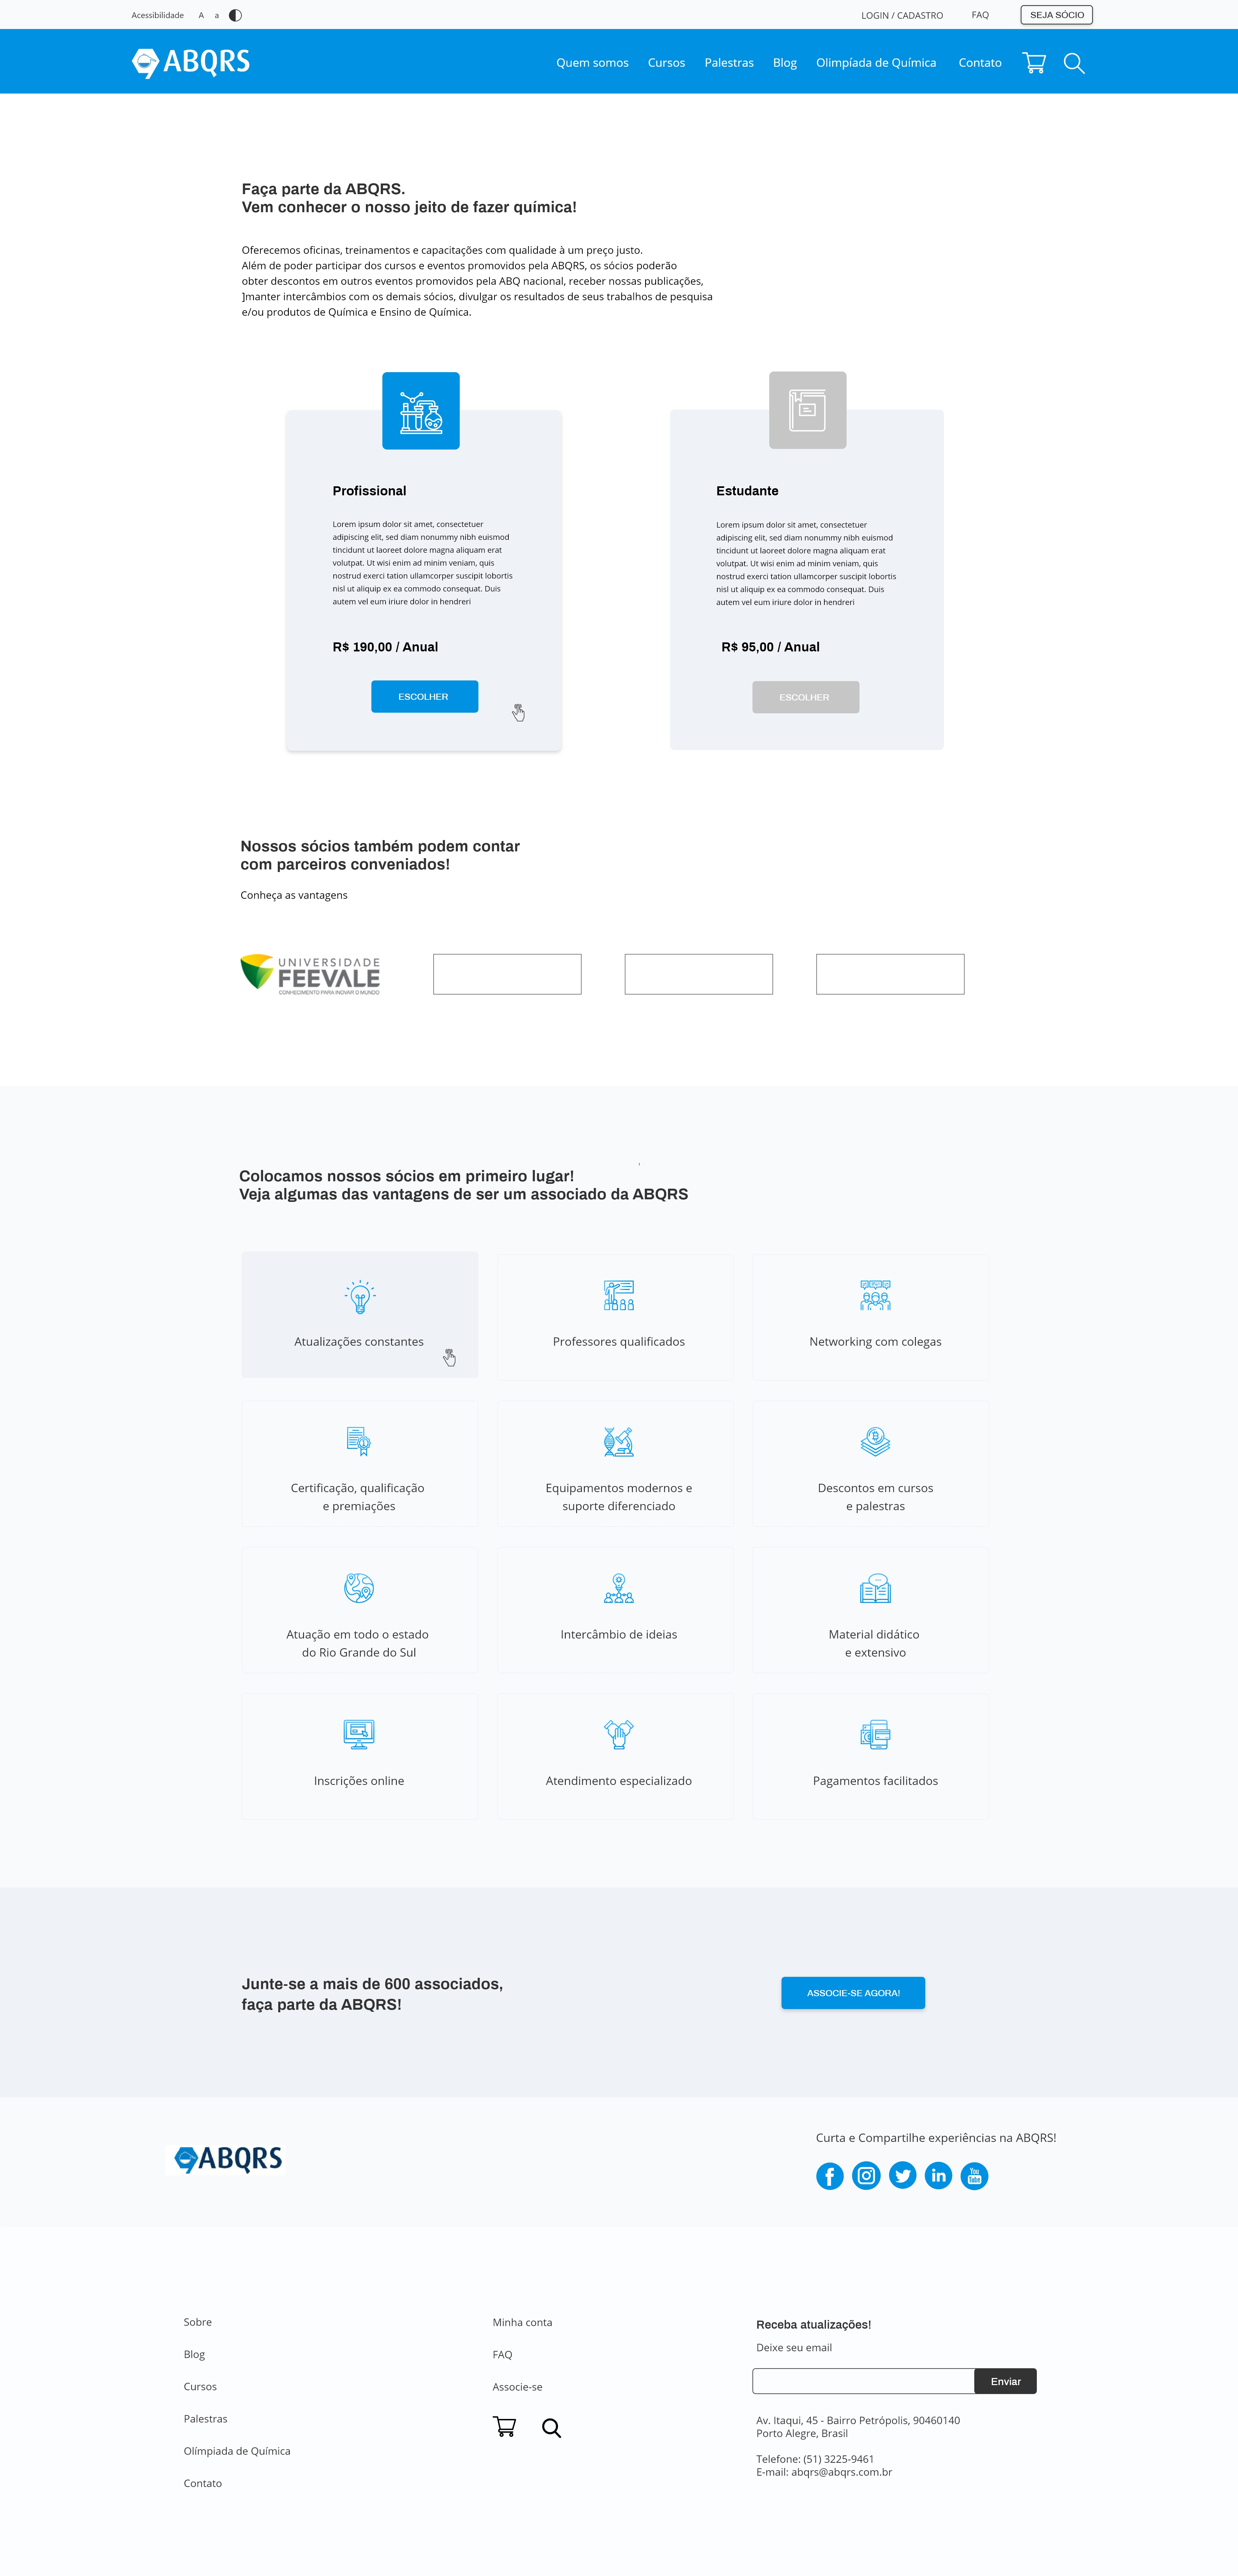 Acessibilidade A a
LOGIN / CADASTRO FAQ SEJA SÓCIO
ABQRS
Quem somos Cursos Palestras Blog Olimpíada de Química Contato
Faça parte da ABQRS.
Vem conhecer o nosso jeito de fazer química!
Oferecemos oficinas, treinamentos e capacitações com qualidade à um preço justo.
Além de poder participar dos cursos e eventos promovidos pela ABQRS, os sócios poderão
obter descontos em outros eventos promovidos pela ABQ nacional, receber nossas publicações,
]manter intercâmbios com os demais sócios, divulgar os resultados de seus trabalhos de pesquisa
e/ou produtos de Química e Ensino de Química.
Profissional
Lorem ipsum dolor sit amet, consectetuer
adipiscing elit, sed diam nonummy nibh euismod
tincidunt ut laoreet dolore magna aliquam erat
volutpat. Ut wisi enim ad minim veniam, quis
nostrud exerci tation ullamcorper suscipit lobortis
nisl ut aliquip ex ea commodo consequat. Duis
autem vel eum iriure dolor in hendreri
R$ 190,00 / Anual
ESCOLHER
Estudante
Lorem ipsum dolor sit amet, consectetuer
adipiscing elit, sed diam nonummy nibh euismod
tincidunt ut laoreet dolore magna aliquam erat
volutpat. Ut wisi enim ad minim veniam, quis
nostrud exerci tation ullamcorper suscipit lobortis
nisl ut aliquip ex ea commodo consequat. Duis
autem vel eum iriure dolor in hendreri
R$ 95,00 / Anual
ESCOLHER
Nossos sócios também podem contar
com parceiros conveniados!
Conheça as vantagens
UNIVERSIDADE
FEEVALE
CONHECIMENTO PARA INOVAR O MUNDO
Colocamos nossos sócios em primeiro lugar!
Veja algumas das vantagens de ser um associado da ABQRS
Atualizações constantes
Professores qualificados
Networking com colegas
Certificação, qualificação
e premiações
Equipamentos modernos e
suporte diferenciado
Descontos em cursos
e palestras
Atuação em todo o estado
do Rio Grande do Sul
Intercâmbio de ideias
Material didático
e extensivo
Inscrições online
Atendimento especializado
Pagamentos facilitados
Junte-se a mais de 600 associados,
faça parte da ABQRS!
ASSOCIE-SE AGORA!
ABQRS
Curta e Compartilhe experiências na ABQRS!
f in You Tube
Sobre
Blog
Cursos
Palestras
Olímpiada de Química
Contato
Minha conta
FAQ
Associe-se
Receba atualizações!
Deixe seu email
Enviar
Av. Itaqui, 45 - Bairro Petrópolis, 90460140
Porto Alegre, Brasil
Telefone: (51) 3225-9461
E-mail: abqrs@abqrs.com.br